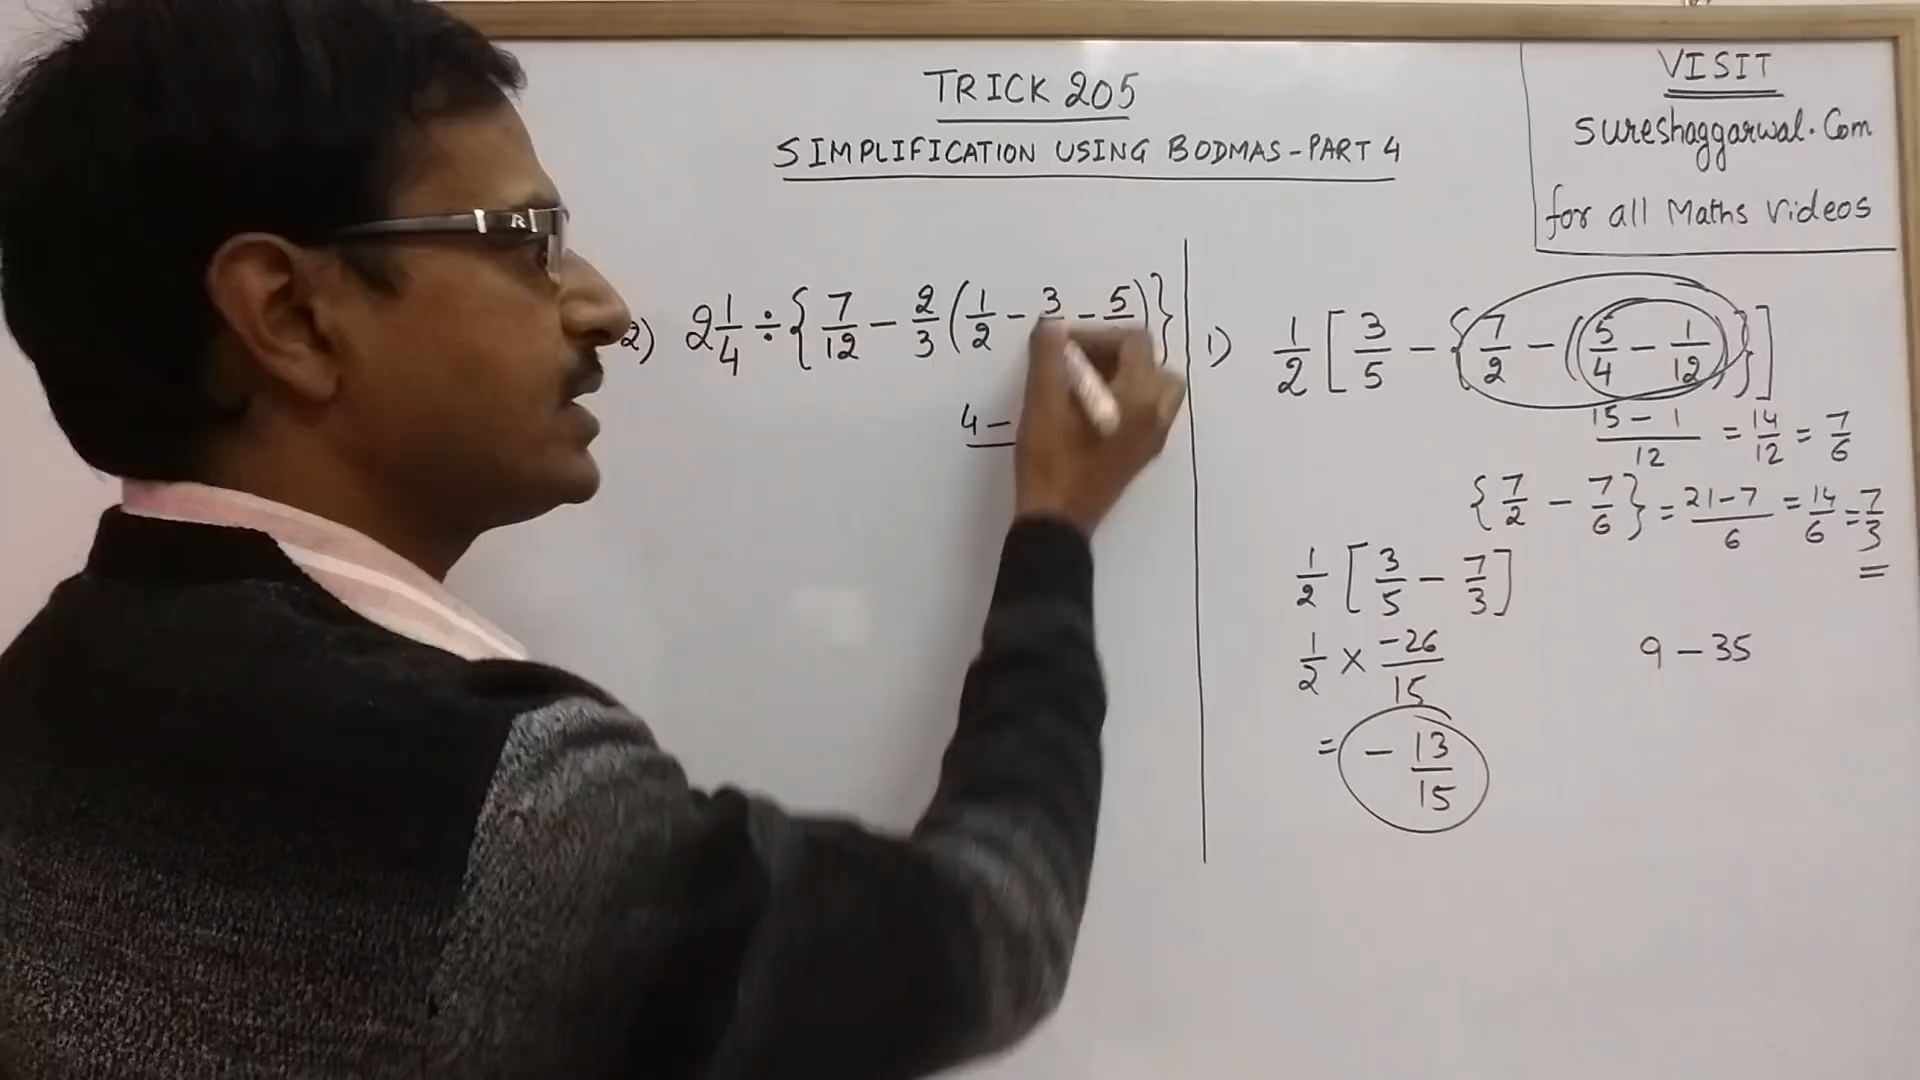 TRICK 205
SIMPLIFICATION USING BODMAS-PART 4
VISIT
sureshaggarwal.Com
for all Maths videos
2) 2 1/4 ÷ { 7/12 - 2/3 ( 1/2 - 3 - 5 ) }
4 -
1) 1/2 [ 3/5 - { 7/2 - ( 5/4 - 1/12 ) } ]
15 - 1 / 12 = 14/12 = 7/6
{ 7/2 - 7/6 } = 21-7 / 6 = 14/6 = 7/3
1/2 [ 3/5 - 7/3 ]
1/2 × -26/15
9 - 35
= - 13/15
R